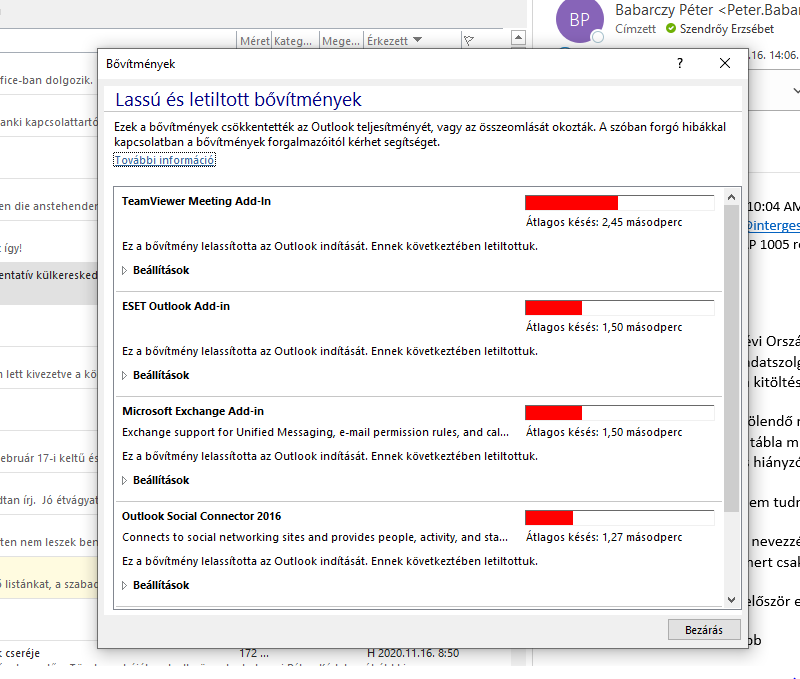 Babarczy Péter <Peter.Babar
BP
Címzett Szendrőy Erzsébet
.16. 14:06.
Méret Kateg... Mege... Érkezett
Bővítmények
?
Lassú és letiltott bővítmények
Ezek a bővítmények csökkentették az Outlook teljesítményét, vagy az összeomlását okozták. A szóban forgó hibákkal
kapcsolatban a bővítmények forgalmazóitól kérhet segítséget.
További információ
TeamViewer Meeting Add-In
Átlagos késés: 2,45 másodperc
Ez a bővítmény lelassította az Outlook indítását. Ennek következtében letiltottuk.
Beállítások
ESET Outlook Add-in
Átlagos késés: 1,50 másodperc
Ez a bővítmény lelassította az Outlook indítását. Ennek következtében letiltottuk.
Beállítások
Microsoft Exchange Add-in
Exchange support for Unified Messaging, e-mail permission rules, and cal...
Átlagos késés: 1,50 másodperc
Ez a bővítmény lelassította az Outlook indítását. Ennek következtében letiltottuk.
Beállítások
Outlook Social Connector 2016
Connects to social networking sites and provides people, activity, and sta...
Átlagos késés: 1,27 másodperc
Ez a bővítmény lelassította az Outlook indítását. Ennek következtében letiltottuk.
Beállítások
Bezárás
ffice-ban dolgozik.
anki kapcsolattartó
en die anstehenden
t így!
entatív külkeresked
n lett kivezetve a kö
ebruár 17-i keltű és
dtan írj. Jó étvágyat
ten nem leszek ben
ó listánkat, a szabad
k cseréje 172 ... H 2020.11.16. 8:50
10:04 AM
Dinterges
P 1005 re
évi Orszá
datszolg
kitöltés
ölendő m
tábla m
hiányzó
em tudn
nevezzé
mert csak
először e
bb